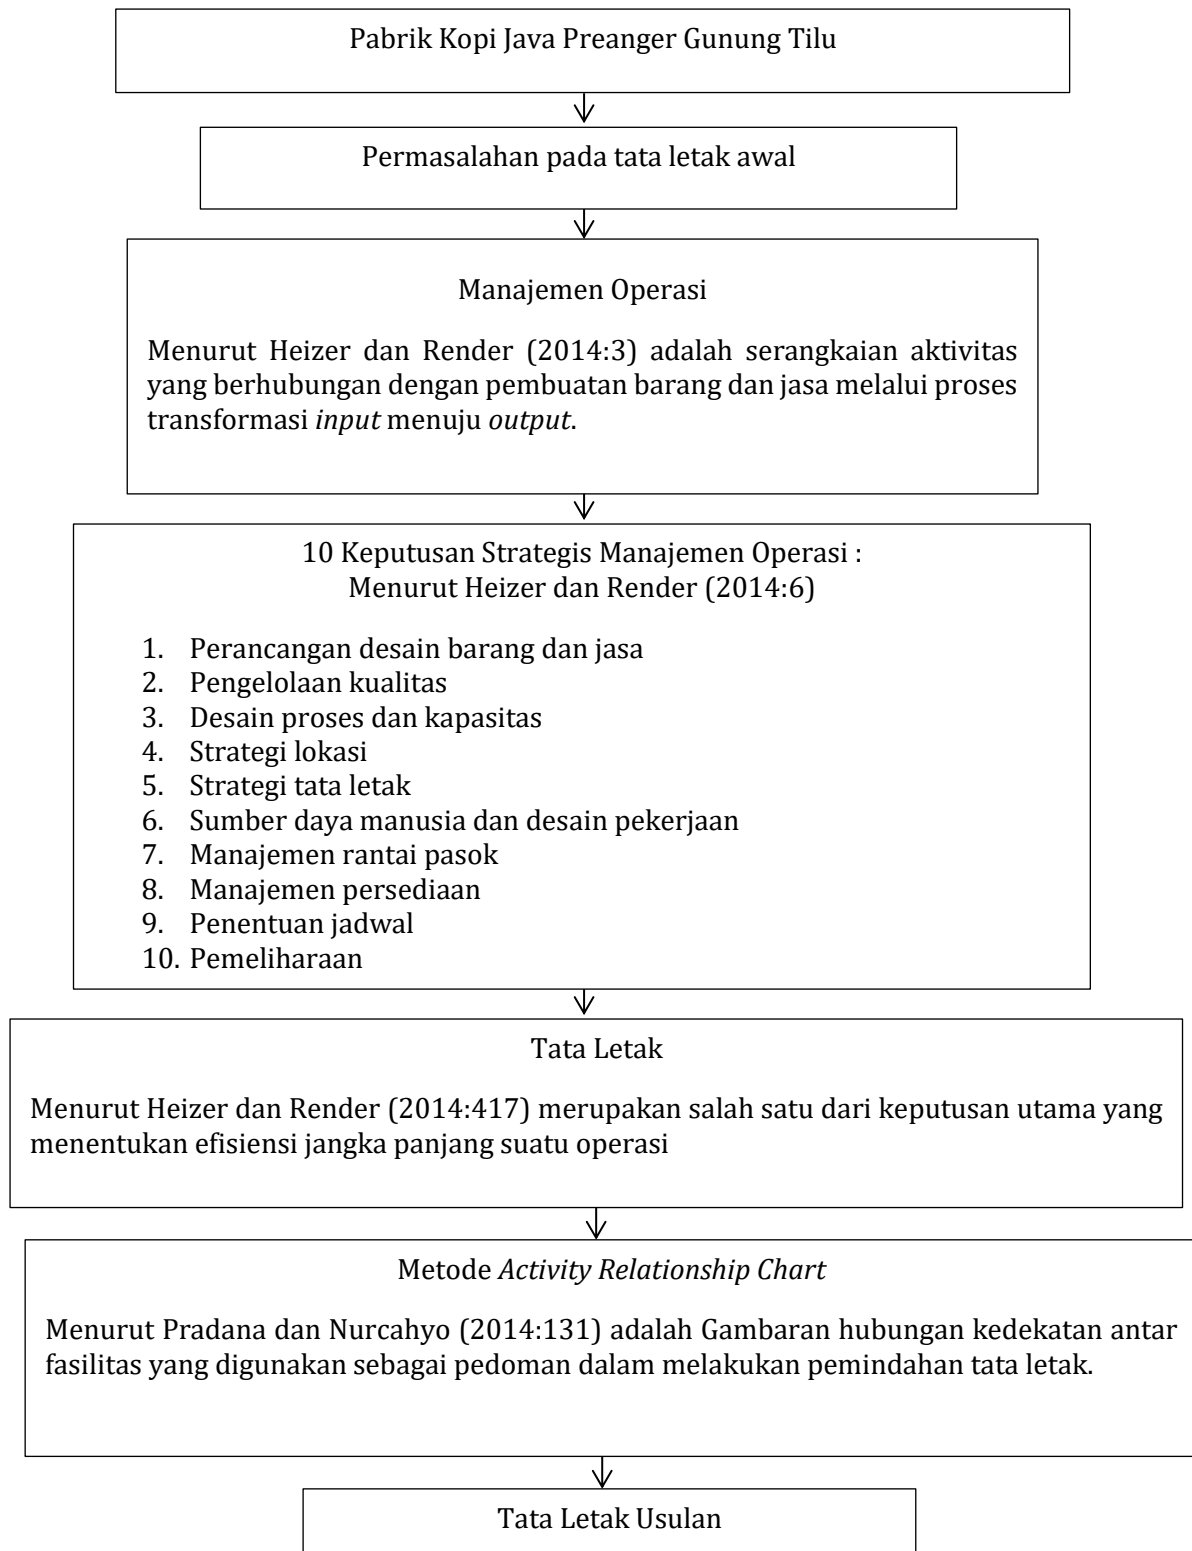 Pabrik Kopi Java Preanger Gunung Tilu
Permasalahan pada tata letak awal
Manajemen Operasi
Menurut Heizer dan Render (2014:3) adalah serangkaian aktivitas
yang berhubungan dengan pembuatan barang dan jasa melalui proses
transformasi input menuju output.
10 Keputusan Strategis Manajemen Operasi :
Menurut Heizer dan Render (2014:6)
1. Perancangan desain barang dan jasa
2. Pengelolaan kualitas
3. Desain proses dan kapasitas
4. Strategi lokasi
5. Strategi tata letak
6. Sumber daya manusia dan desain pekerjaan
7. Manajemen rantai pasok
8. Manajemen persediaan
9. Penentuan jadwal
10. Pemeliharaan
Tata Letak
Menurut Heizer dan Render (2014:417) merupakan salah satu dari keputusan utama yang
menentukan efisiensi jangka panjang suatu operasi
Metode Activity Relationship Chart
Menurut Pradana dan Nurcahyo (2014:131) adalah Gambaran hubungan kedekatan antar
fasilitas yang digunakan sebagai pedoman dalam melakukan pemindahan tata letak.
Tata Letak Usulan